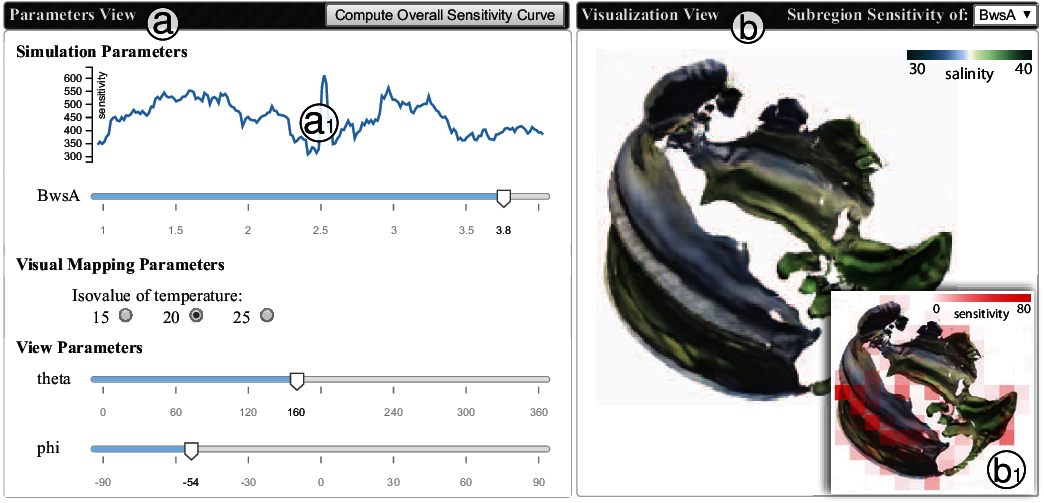 Parameters View
a
Compute Overall Sensitivity Curve
Simulation Parameters
600
550
500
450
400
350
300
sensitivity
a1
BwsA
1 1.5 2 2.5 3 3.5 3.8
Visual Mapping Parameters
Isovalue of temperature:
15 20 25
View Parameters
theta
0 60 120 160 240 300 360
phi
-90 -54 -30 0 30 60 90
Visualization View
b
Subregion Sensitivity of: BwsA ▼
30 salinity 40
0 sensitivity 80
b1